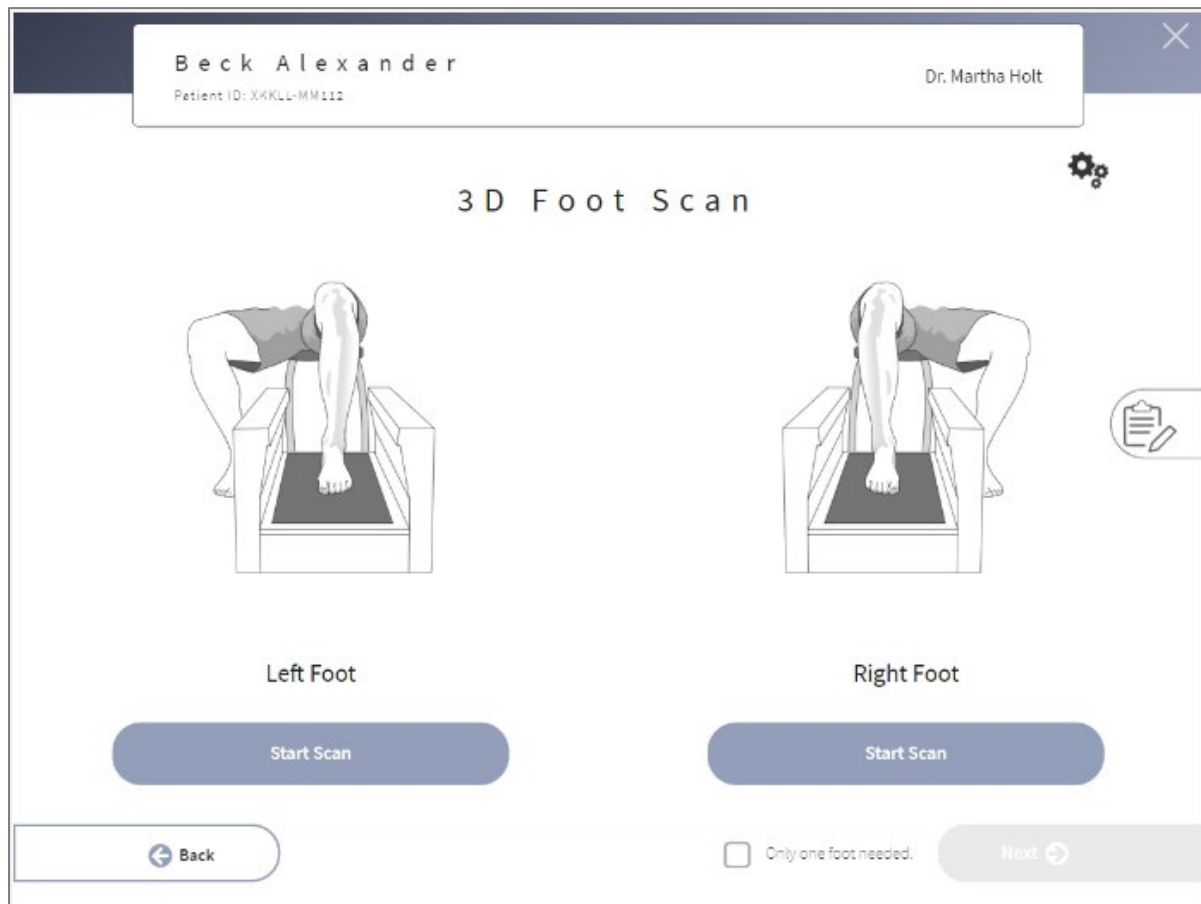 Beck Alexander
Patient ID: XKKLL-MM112
Dr. Martha Holt
3D Foot Scan
Left Foot
Right Foot
Start Scan
Start Scan
Back
Only one foot needed.
Next